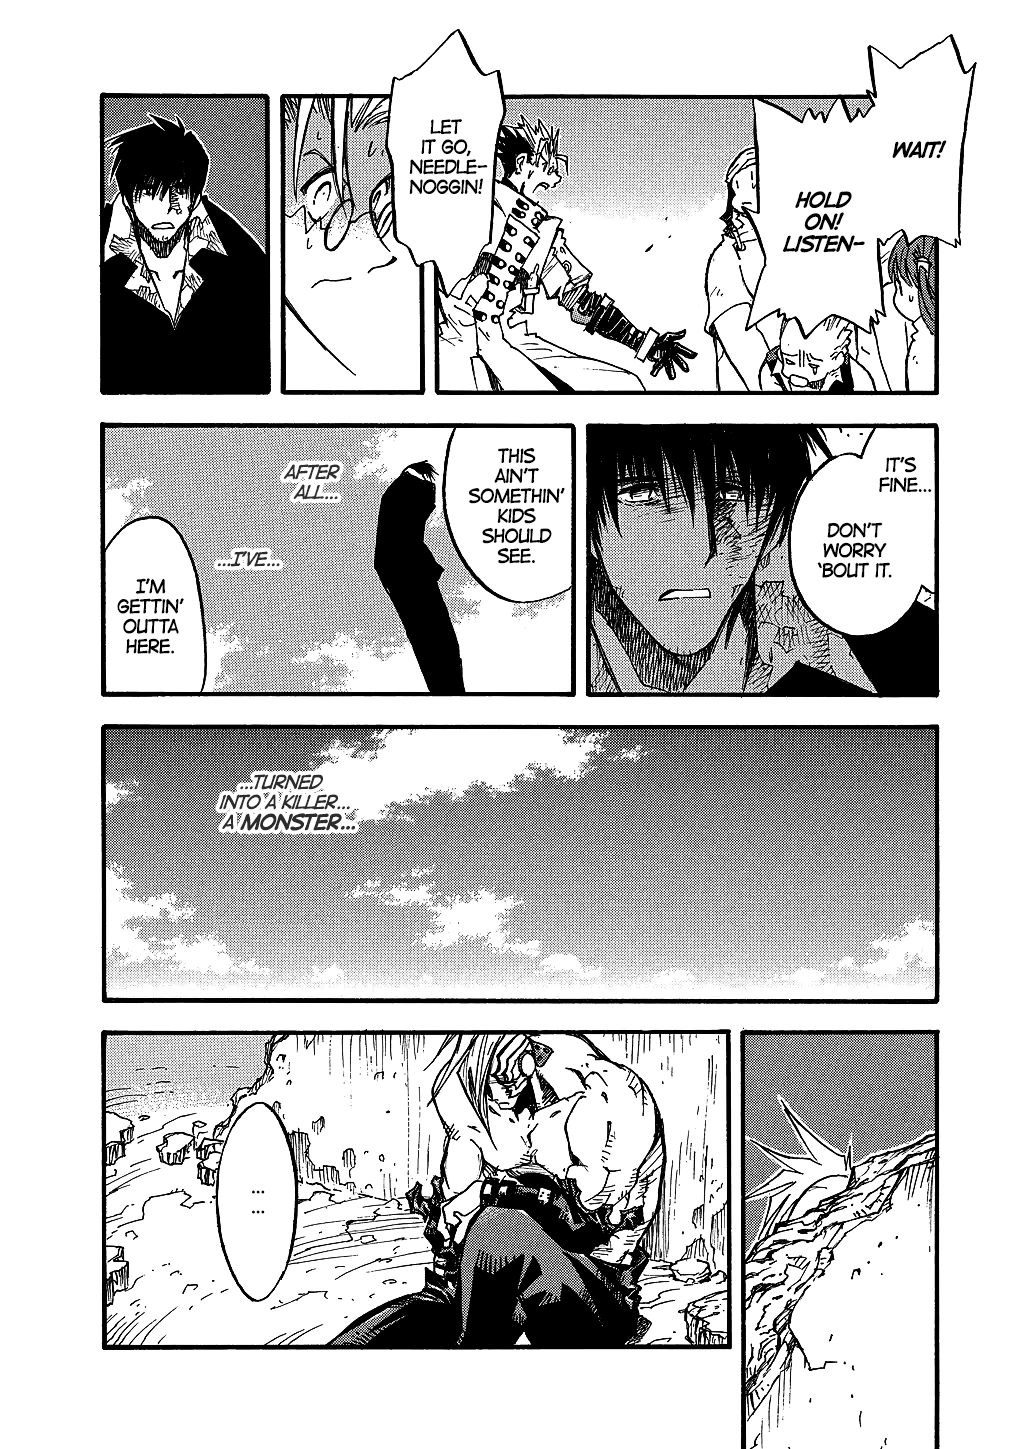 WAIT!
HOLD
ON!
LISTEN-
LET
IT GO,
NEEDLE-
NOGGIN!
IT'S
FINE...
DON'T
WORRY
'BOUT IT.
THIS
AIN'T
SOMETHIN'
KIDS
SHOULD
SEE.
AFTER
ALL...
...I'VE...
I'M
GETTIN'
OUTTA
HERE.
...TURNED
INTO A KILLER...
A MONSTER...
...
...